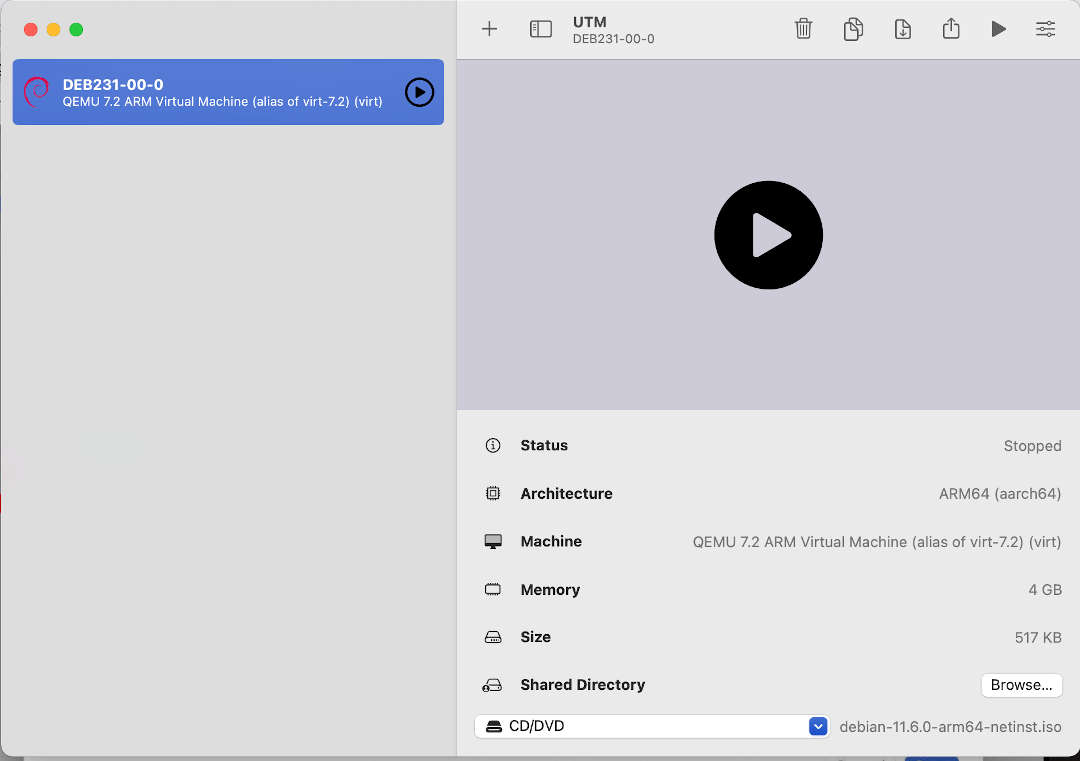 UTM
DEB231-00-0
DEB231-00-0
QEMU 7.2 ARM Virtual Machine (alias of virt-7.2) (virt)
Status Stopped
Architecture ARM64 (aarch64)
Machine QEMU 7.2 ARM Virtual Machine (alias of virt-7.2) (virt)
Memory 4 GB
Size 517 KB
Shared Directory Browse...
CD/DVD debian-11.6.0-arm64-netinst.iso